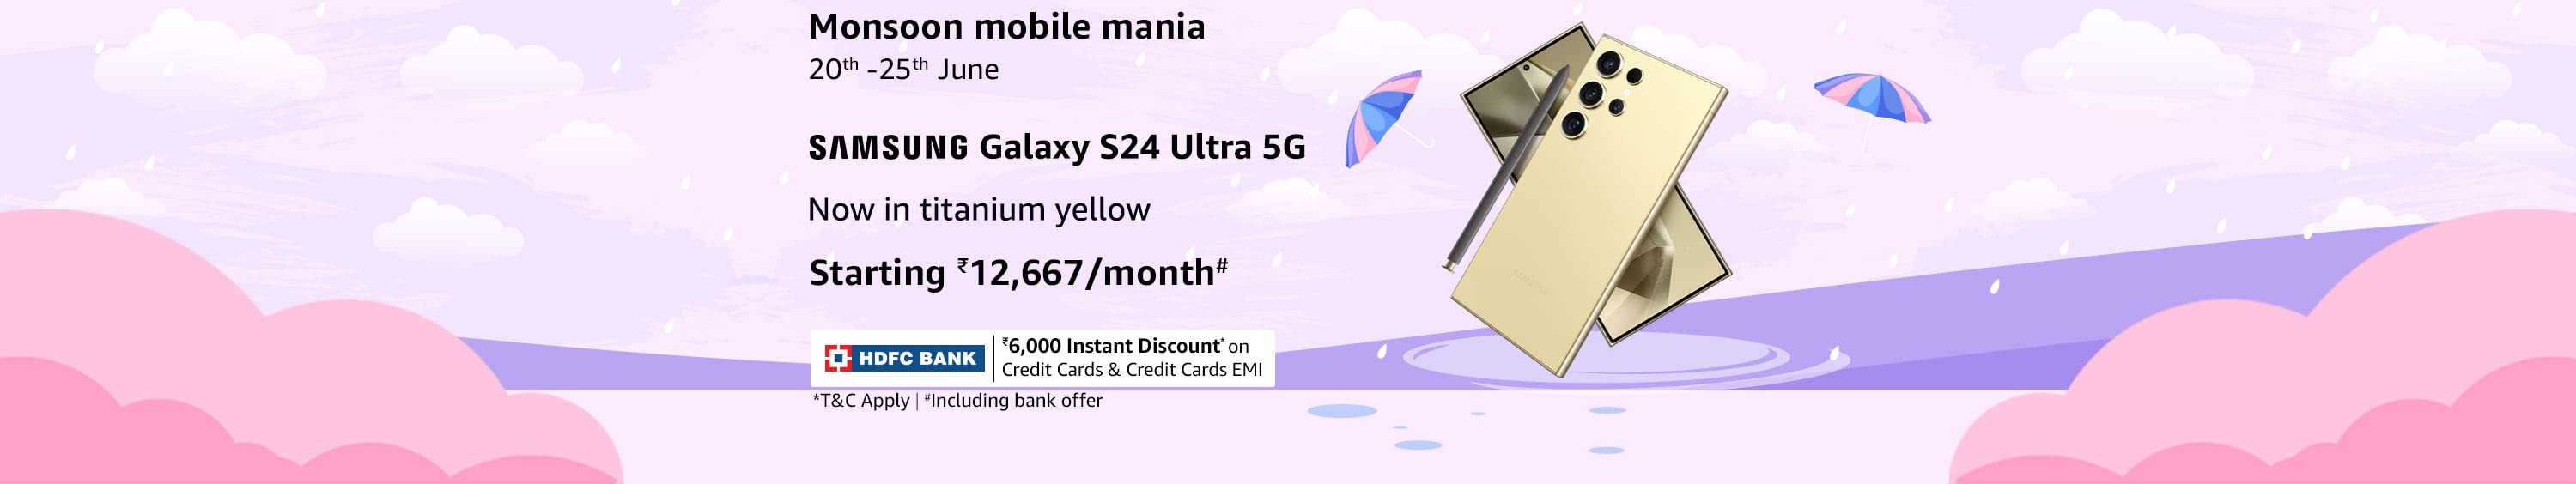 Monsoon mobile mania
20th -25th June
SAMSUNG Galaxy S24 Ultra 5G
Now in titanium yellow
Starting ₹12,667/month#
HDFC BANK
₹6,000 Instant Discount* on
Credit Cards & Credit Cards EMI
*T&C Apply | #Including bank offer
SAMSUNG